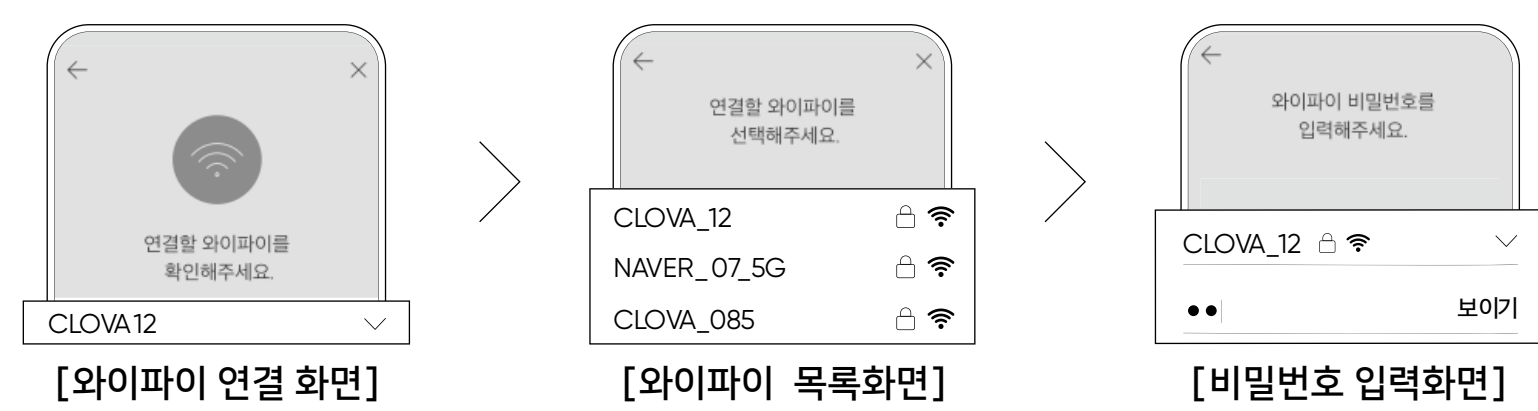 연결할 와이파이를
확인해주세요.
CLOVA 12
[와이파이 연결 화면]
연결할 와이파이를
선택해주세요.
CLOVA_12
NAVER_07_5G
CLOVA_085
[와이파이 목록화면]
와이파이 비밀번호를
입력해주세요.
CLOVA_12
보이기
[비밀번호 입력화면]